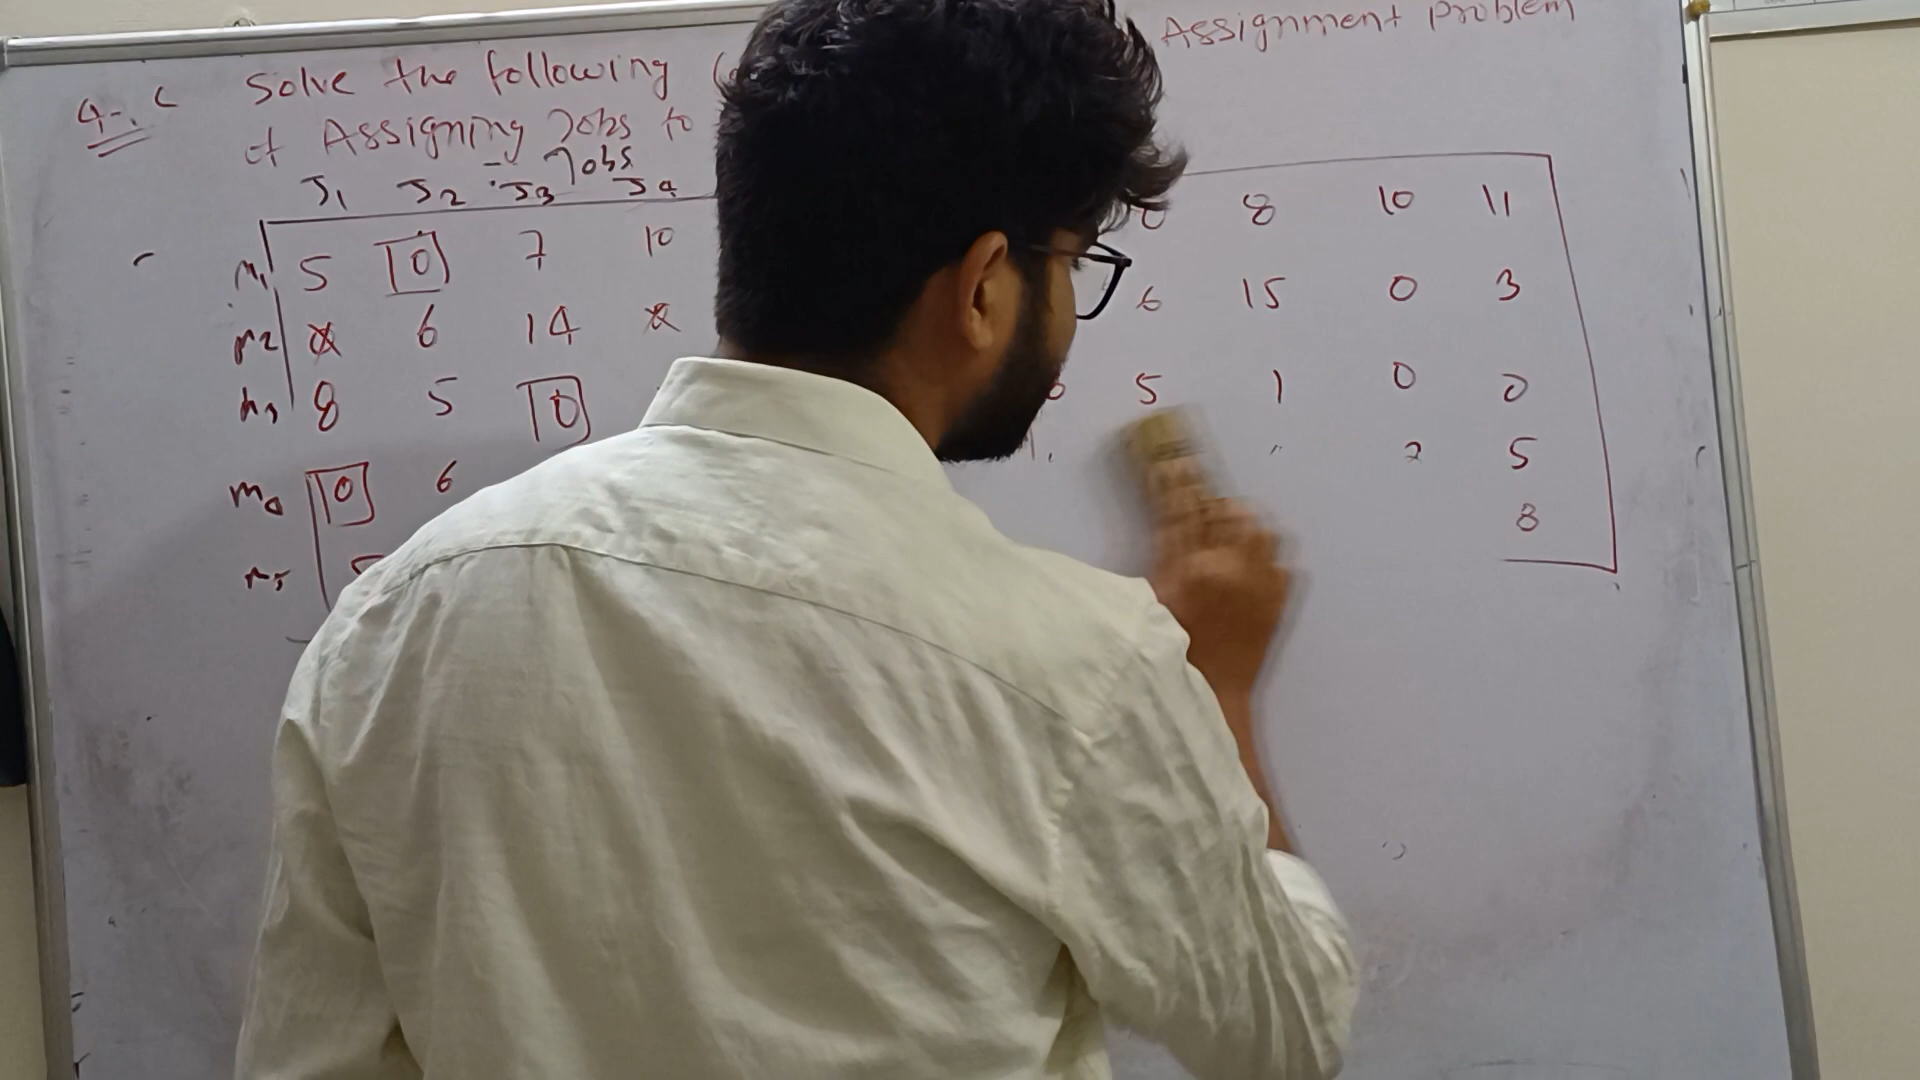 4-. c Solve the following Assignment Problem
of Assigning Jobs to
Jobs
J1 J2 J3 J4
M1 5 0 7 10 8 10 11
M2 6 14 6 15 0 3
M3 8 5 0 5 1 0 0
M4 0 6 5
M5 8